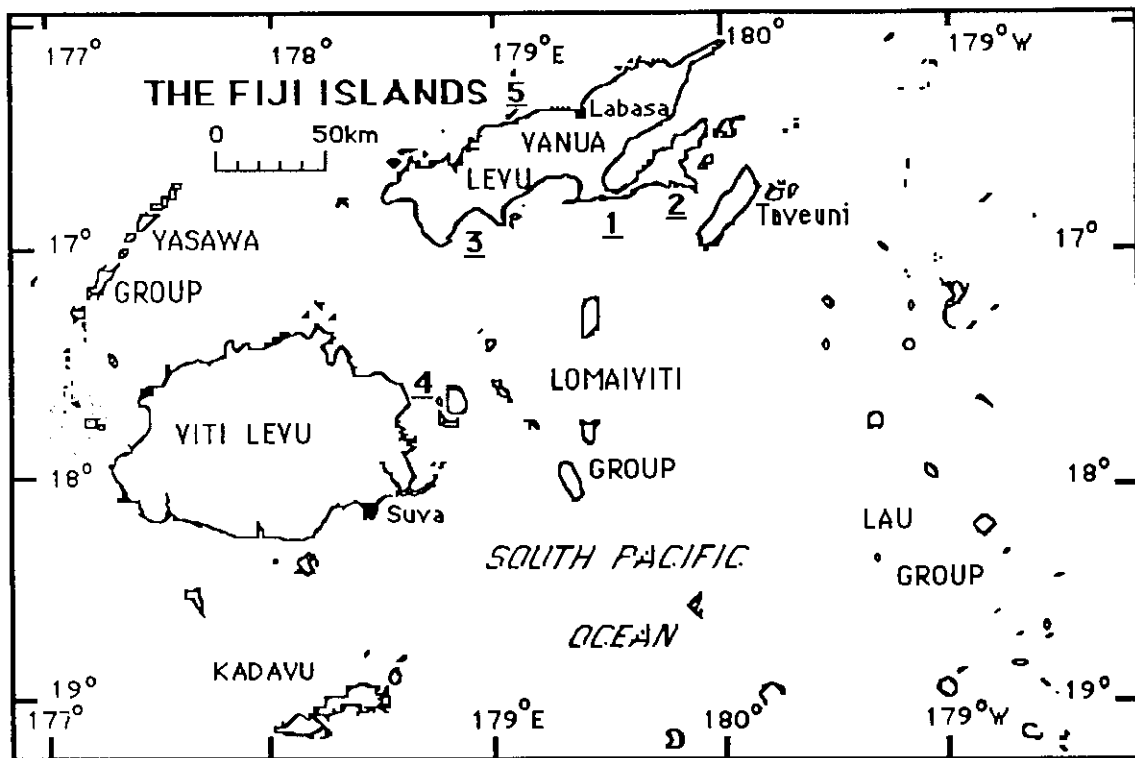 177° 178° 179°E 180° 179°W
THE FIJI ISLANDS 5
0 50km
Labasa
VANUA
LEVU
1 2
Taveuni
3
17° 17°
YASAWA
GROUP
4
LOMAIVITI
GROUP
VITI LEVU
18° 18°
Suva
LAU
GROUP
SOUTH PACIFIC
OCEAN
KADAVU
19° 19°
177° 179°E 180° 179°W